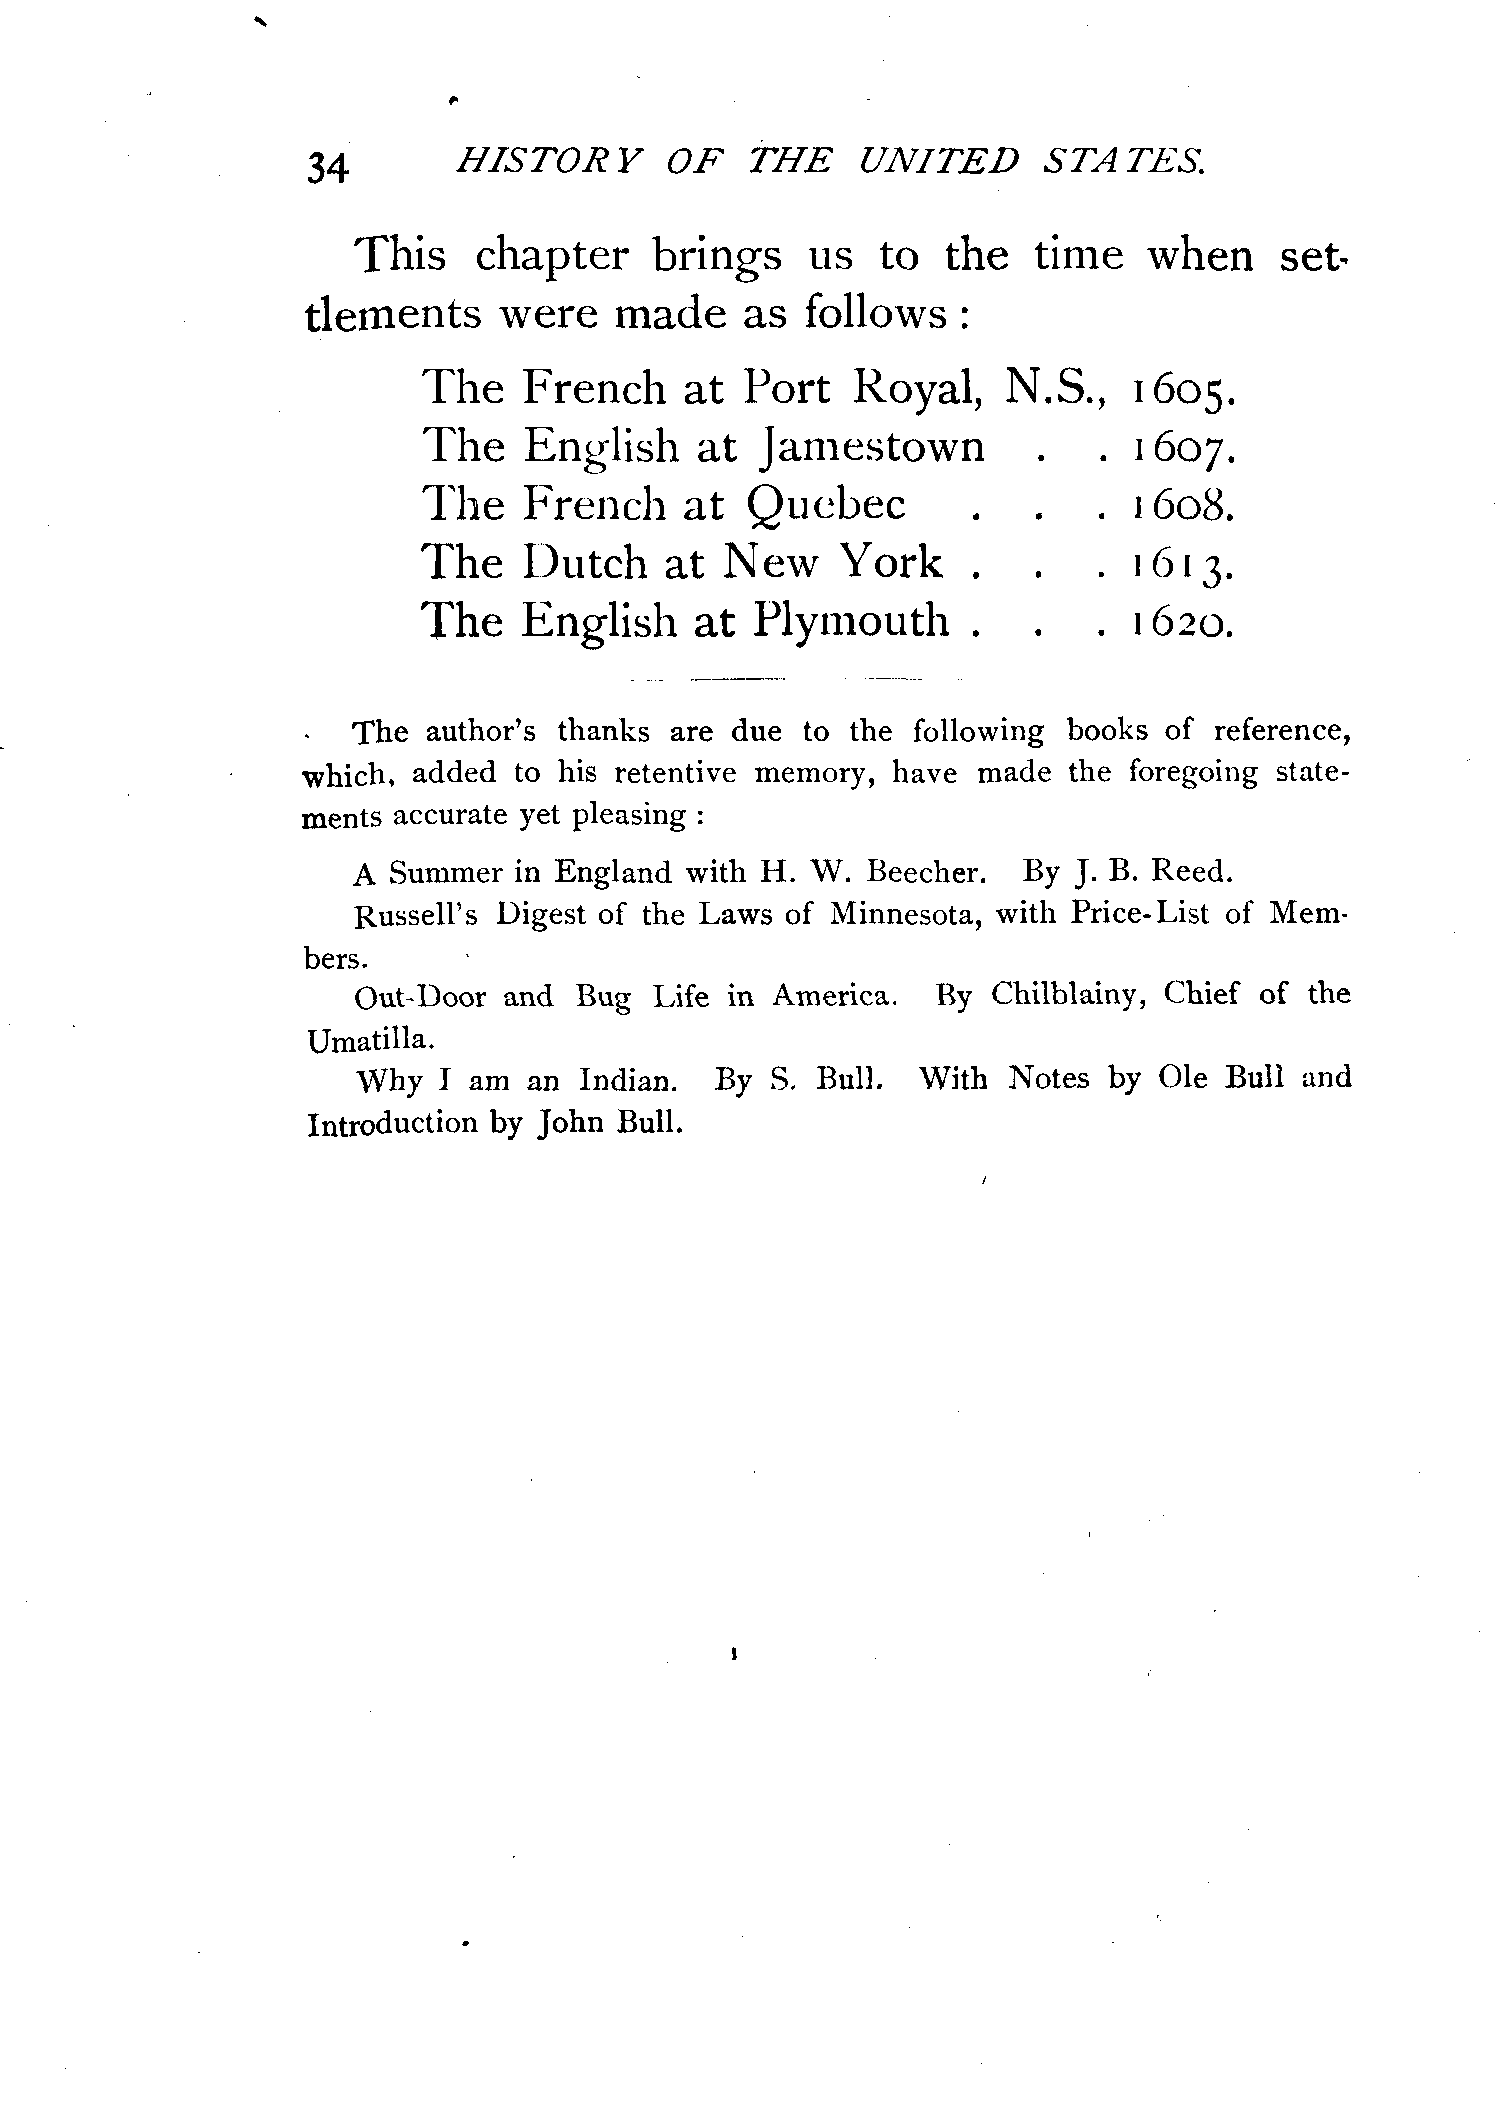 34 HISTORY OF THE UNITED STATES.
This chapter brings us to the time when set-
tlements were made as follows :
The French at Port Royal, N.S., 1605.
The English at Jamestown . . 1607.
The French at Quebec . . . 1608.
The Dutch at New York . . . 1613.
The English at Plymouth . . . 1620.
The author's thanks are due to the following books of reference,
which, added to his retentive memory, have made the foregoing state-
ments accurate yet pleasing :
A Summer in England with H. W. Beecher. By J. B. Reed.
Russell's Digest of the Laws of Minnesota, with Price-List of Mem-
bers.
Out-Door and Bug Life in America. By Chilblainy, Chief of the
Umatilla.
Why I am an Indian. By S. Bull. With Notes by Ole Bull and
Introduction by John Bull.